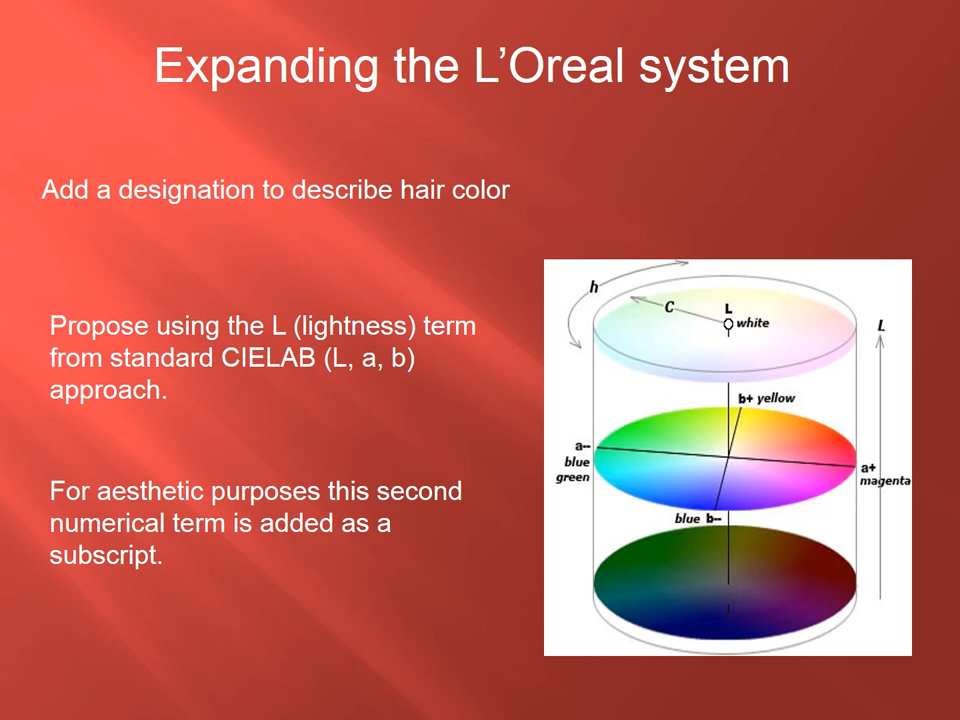 Expanding the L’Oreal system
Add a designation to describe hair color
Propose using the L (lightness) term
from standard CIELAB (L, a, b)
approach.
For aesthetic purposes this second
numerical term is added as a
subscript.
h
C
L
white
L
b+ yellow
a--
blue
green
a+
magenta
blue b--